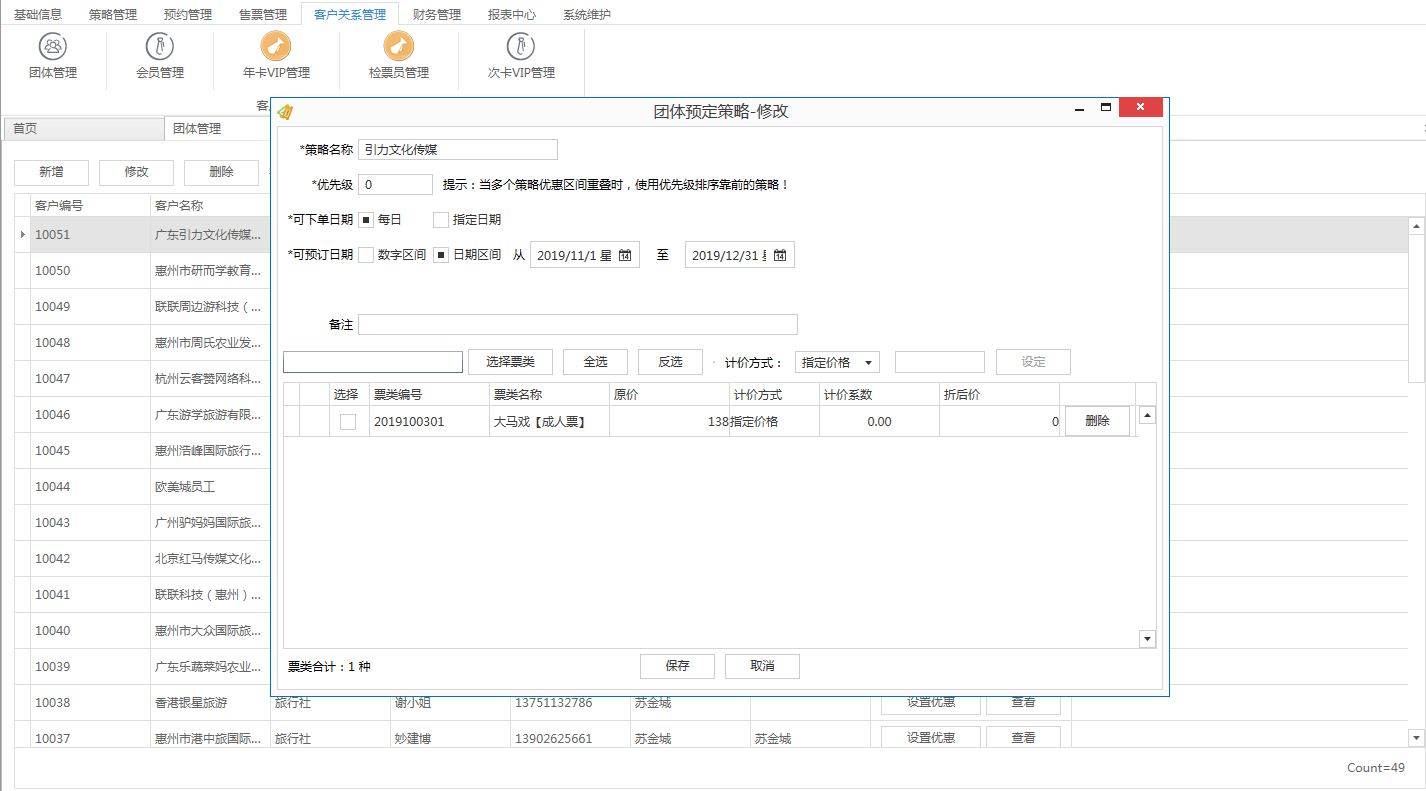 基础信息 策略管理 预约管理 售票管理 客户关系管理 财务管理 报表中心 系统维护
团体管理 会员管理 年卡VIP管理 检票员管理 次卡VIP管理
客
首页 团体管理
团体预定策略-修改
新增 修改 删除
客户编号 客户名称
10051 广东引力文化传媒...
10050 惠州市研而学教育...
10049 联联周边游科技（...
10048 惠州市周氏农业发...
10047 杭州云客赞网络科...
10046 广东游学旅游有限...
10045 惠州浩峰国际旅行...
10044 欧美城员工
10043 广州驴妈妈国际旅...
10042 北京红马传媒文化...
10041 联联科技（惠州）...
10040 惠州市大众国际旅...
10039 广东乐蔬菜妈农业...
10038 香港银星旅游 旅行社 谢小姐 13751132786 苏金城 设置优惠 查看
10037 惠州市港中旅国际... 旅行社 妙建博 13902625661 苏金城 苏金城 设置优惠 查看
Count=49
*策略名称 引力文化传媒
*优先级 0 提示：当多个策略优惠区间重叠时，使用优先级排序靠前的策略！
*可下单日期 每日 指定日期
*可预订日期 数字区间 日期区间 从 2019/11/1 星 14 至 2019/12/31 14
备注
选择票类 全选 反选 计价方式： 指定价格 设定
选择 票类编号 票类名称 原价 计价方式 计价系数 折后价
2019100301 大马戏【成人票】 138 指定价格 0.00 0 删除
票类合计：1 种 保存 取消